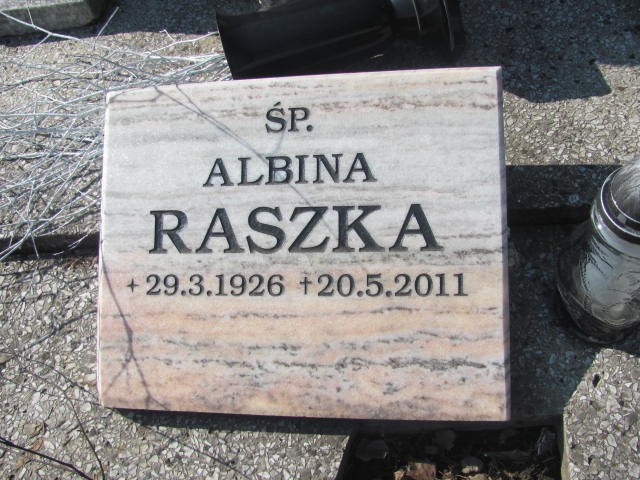 ŚP.
ALBINA
RASZKA
+ 29.3.1926 †20.5.2011